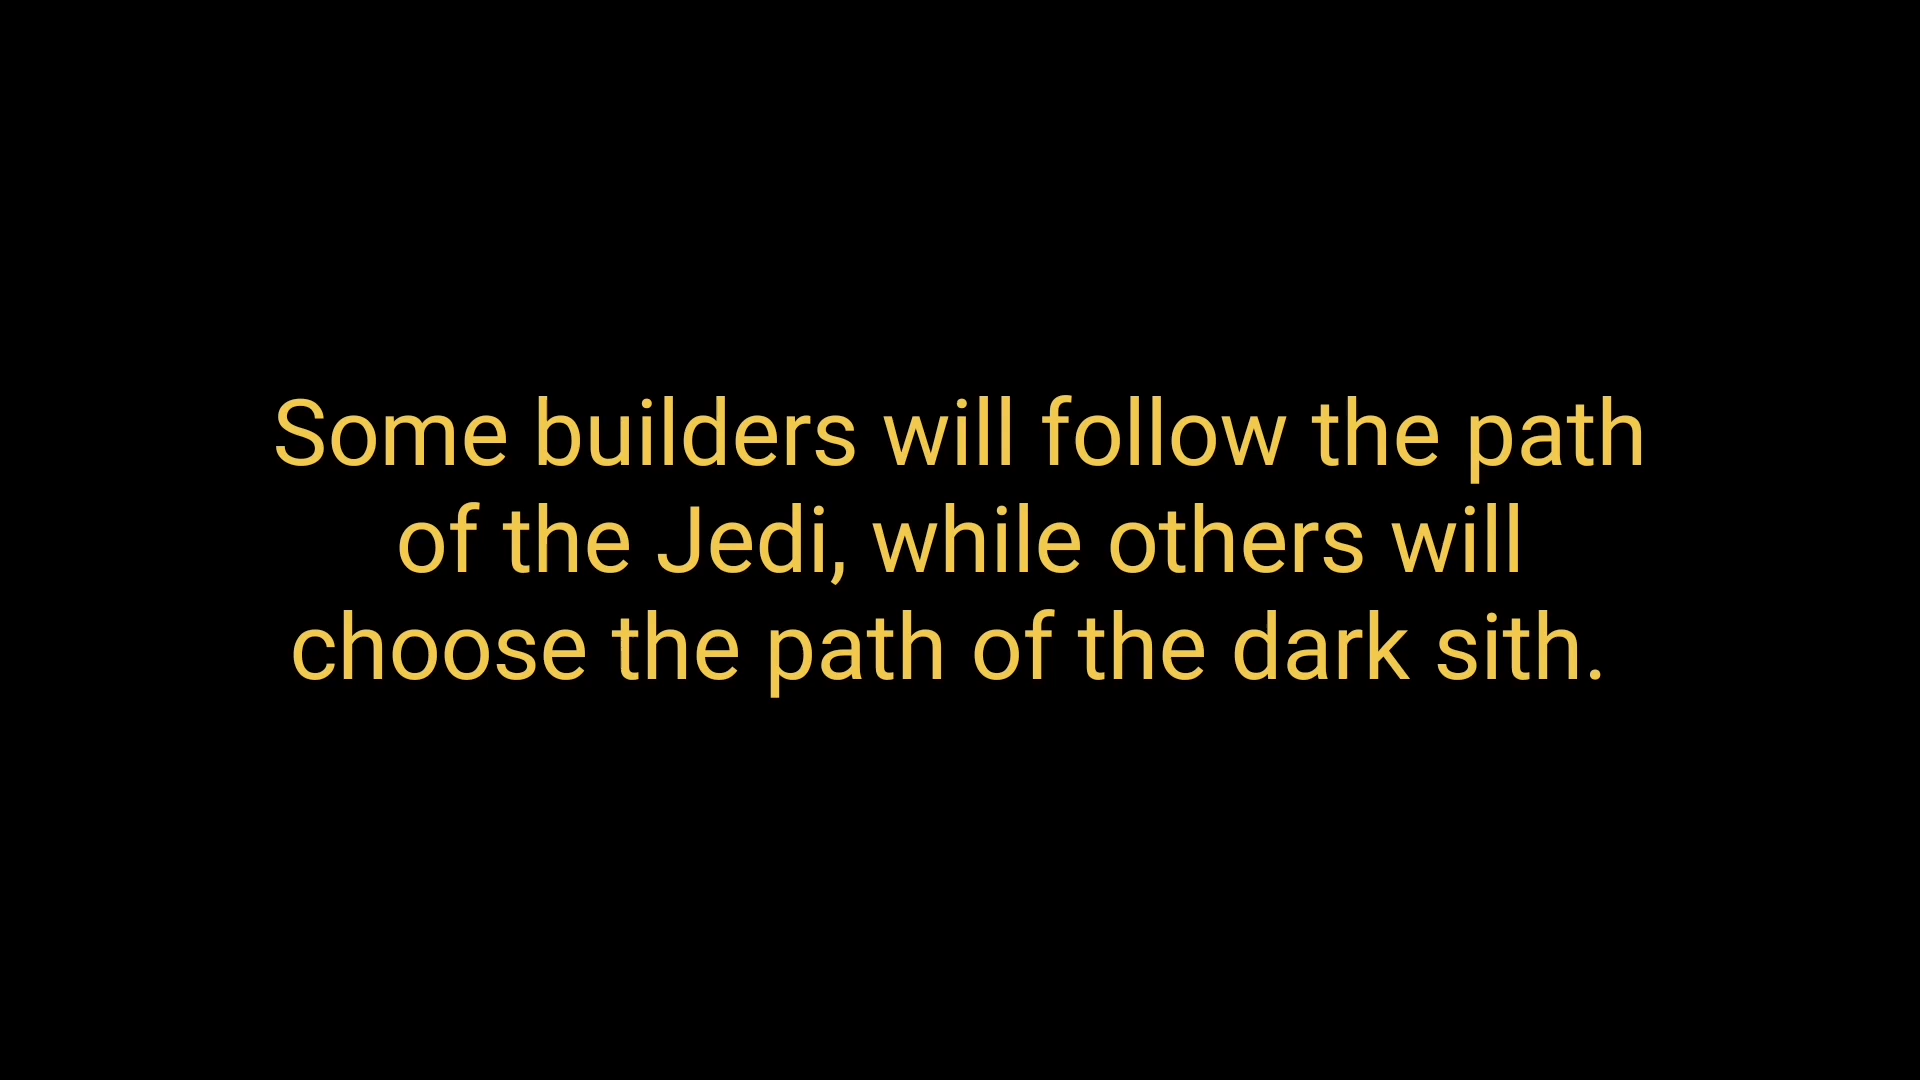 Some builders will follow the path
of the Jedi, while others will
choose the path of the dark sith.